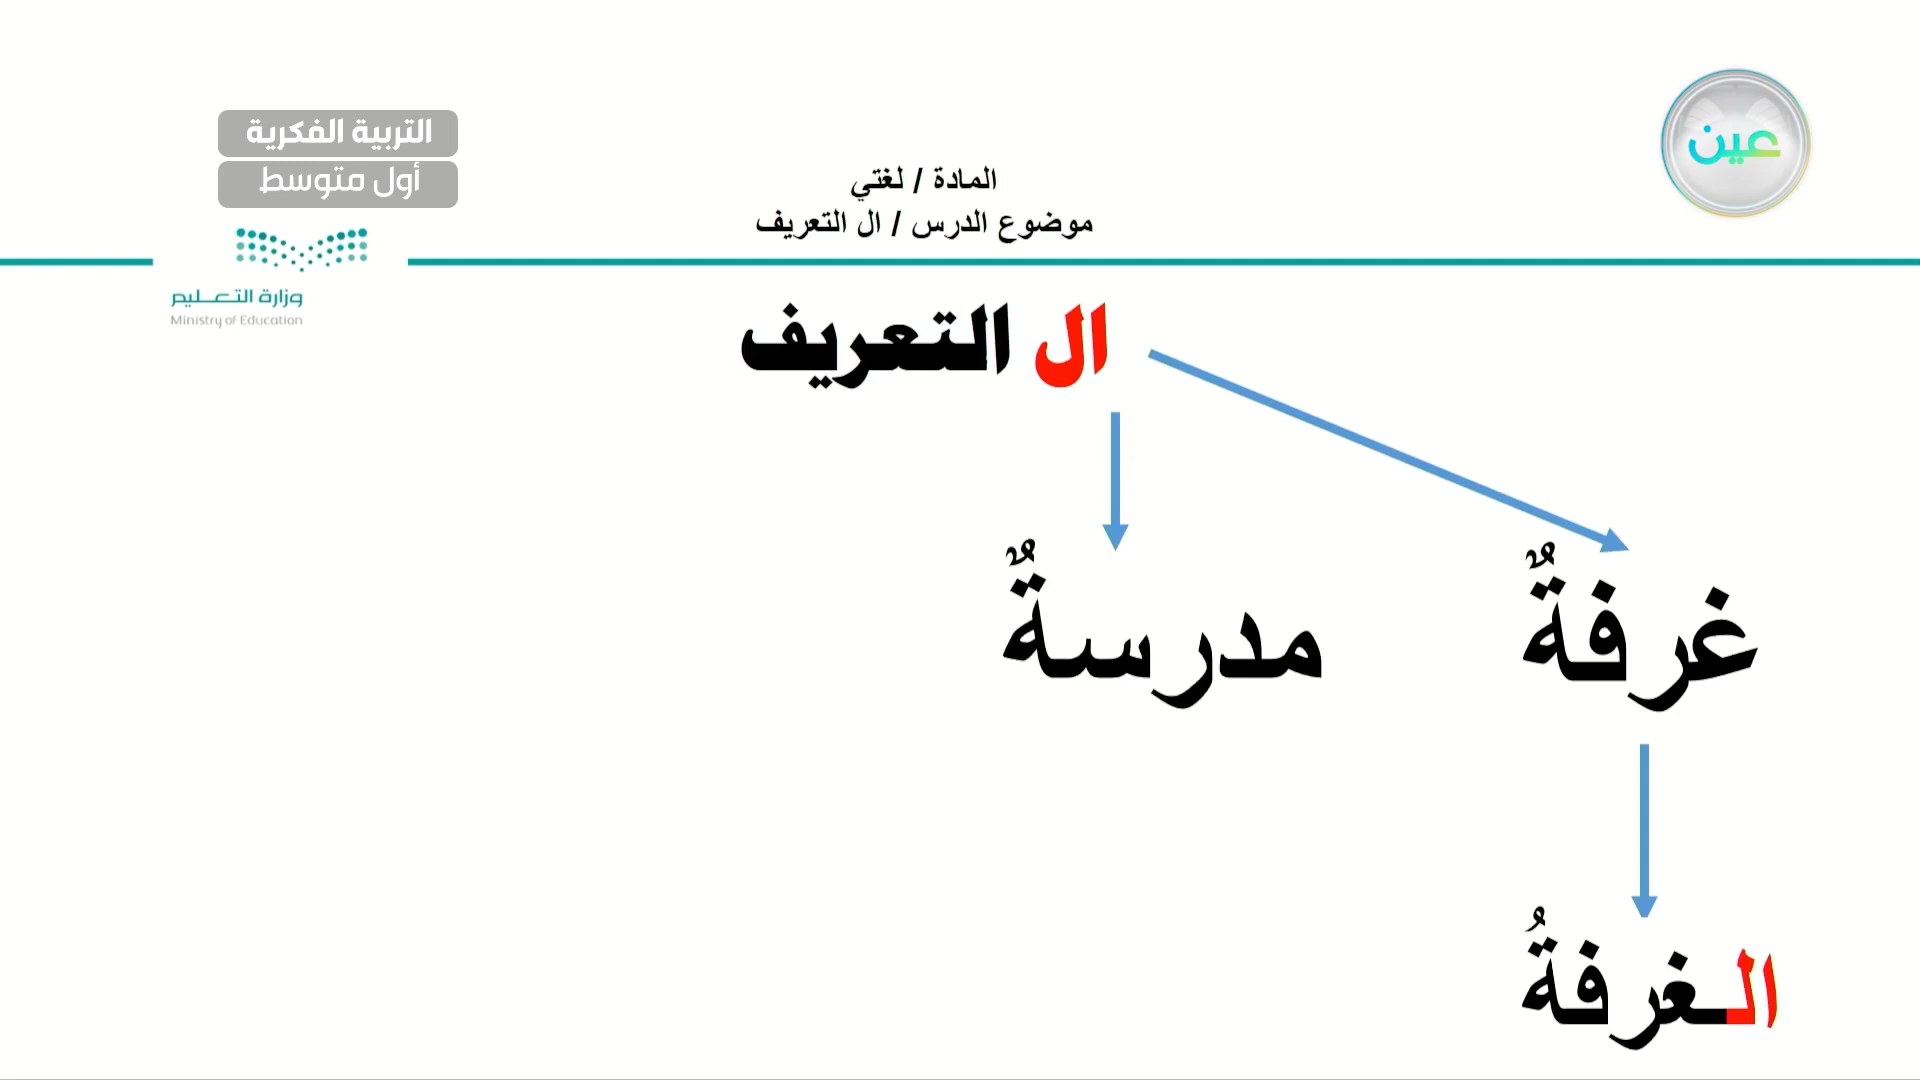 عين
التربية الفكرية
أول متوسط
المادة / لغتي
موضوع الدرس / ال التعريف
وزارة التعـــليم
Ministry of Education
ال التعريف
غرفةٌ
مدرسةٌ
الـغرفةُ